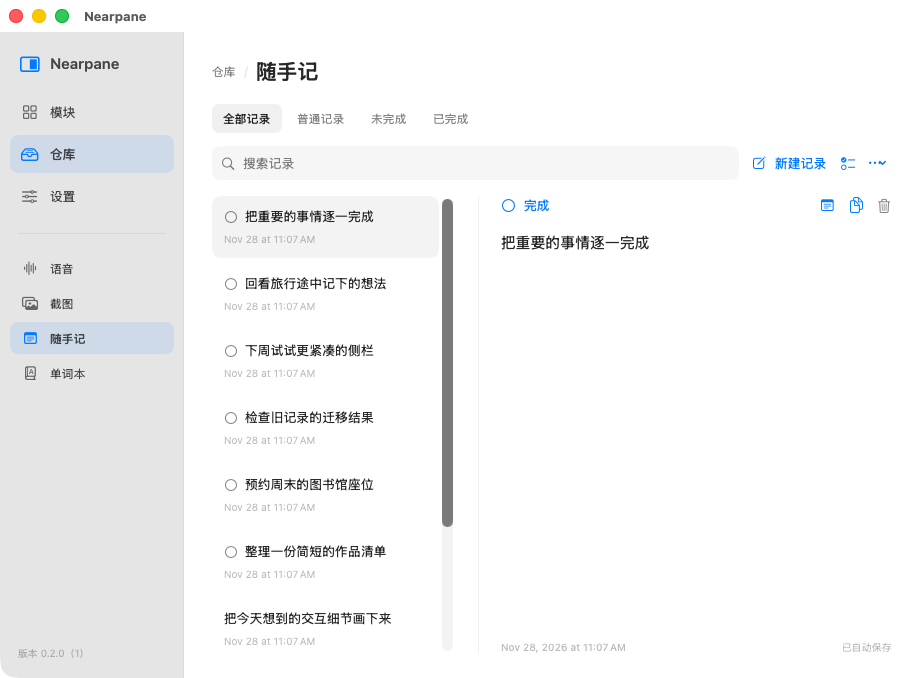 Nearpane
Nearpane
模块
仓库
设置
语音
截图
随手记
单词本
版本 0.2.0（1）
仓库 / 随手记
全部记录 普通记录 未完成 已完成
搜索记录
新建记录
把重要的事情逐一完成
Nov 28 at 11:07 AM
回看旅行途中记下的想法
Nov 28 at 11:07 AM
下周试试更紧凑的侧栏
Nov 28 at 11:07 AM
检查旧记录的迁移结果
Nov 28 at 11:07 AM
预约周末的图书馆座位
Nov 28 at 11:07 AM
整理一份简短的作品清单
Nov 28 at 11:07 AM
把今天想到的交互细节画下来
Nov 28 at 11:07 AM
完成
把重要的事情逐一完成
Nov 28, 2026 at 11:07 AM
已自动保存